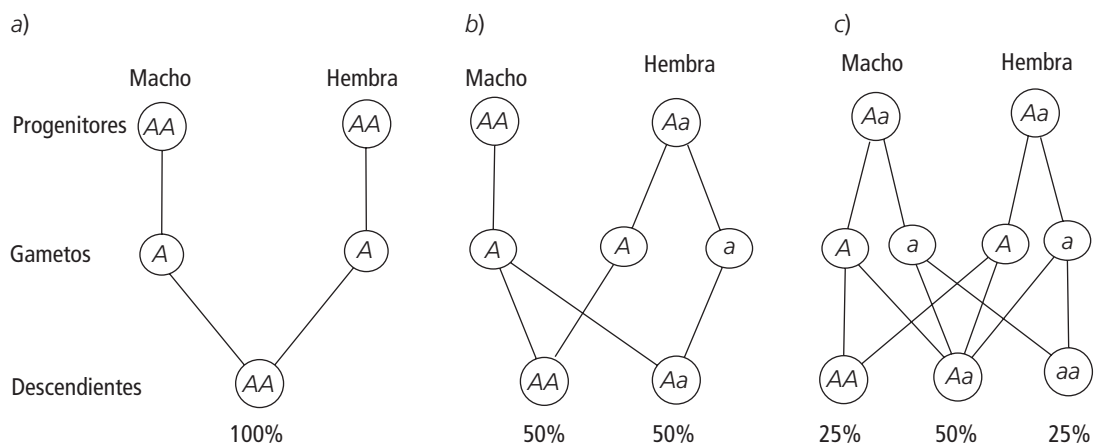 a) b) c)
Macho Hembra Macho Hembra Macho Hembra
Progenitores AA AA AA Aa Aa Aa
Gametos A A A A a A a A a
Descendientes AA AA Aa AA Aa aa
100% 50% 50% 25% 50% 25%